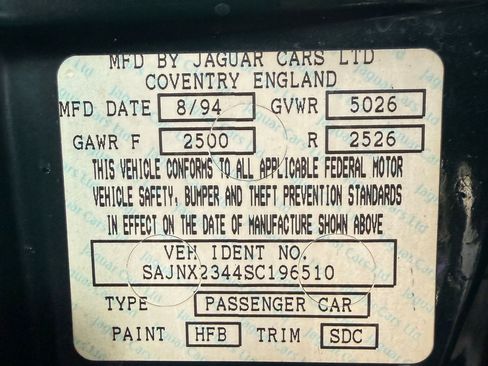 MFD BY JAGUAR CARS LTD
COVENTRY ENGLAND
MFD DATE 8/94 GVWR 5026
GAWR F 2500 R 2526
THIS VEHICLE CONFORMS TO ALL APPLICABLE FEDERAL MOTOR
VEHICLE SAFETY, BUMPER AND THEFT PREVENTION STANDARDS
IN EFFECT ON THE DATE OF MANUFACTURE SHOWN ABOVE
VEH IDENT NO.
SAJNX2344SC196510
TYPE PASSENGER CAR
PAINT HFB TRIM SDC